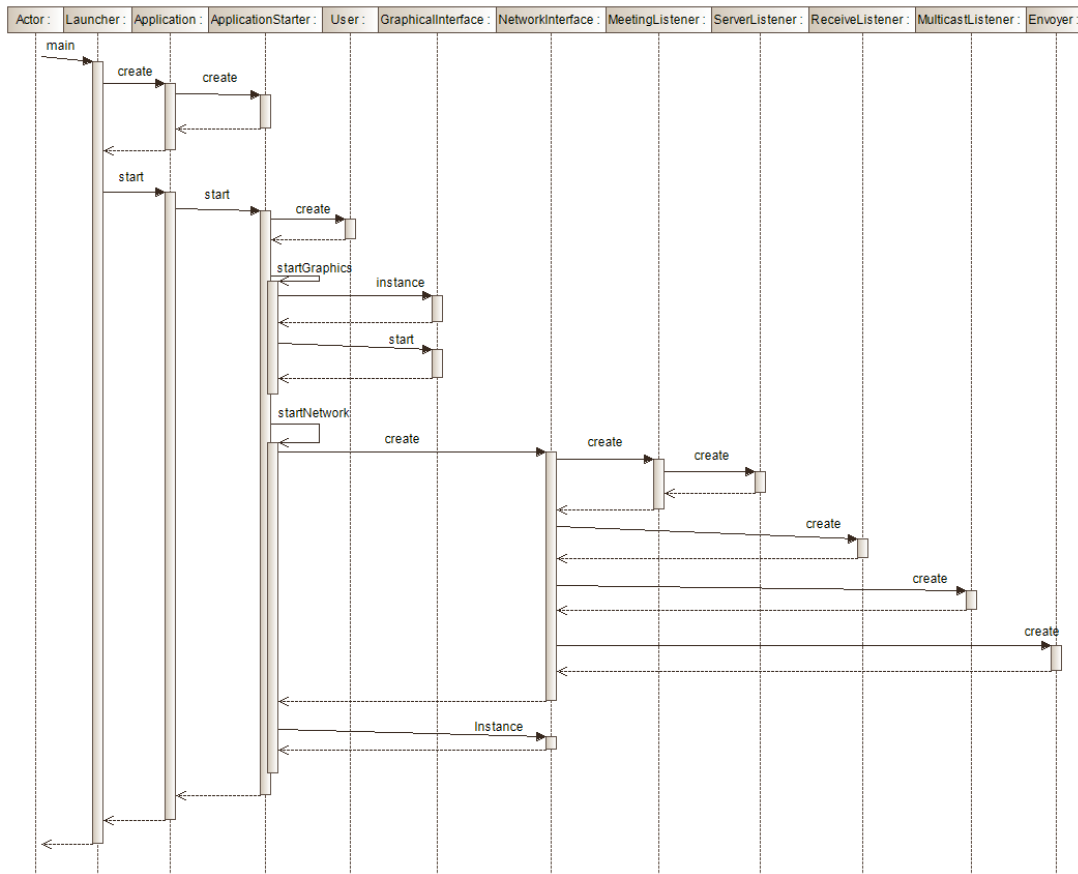 Actor : Launcher : Application : ApplicationStarter : User : GraphicalInterface : NetworkInterface : MeetingListener : ServerListener : ReceiveListener : MulticastListener : Envoyer :
main
create
create
start
start
create
startGraphics
instance
start
startNetwork
create
create
create
create
create
create
Instance